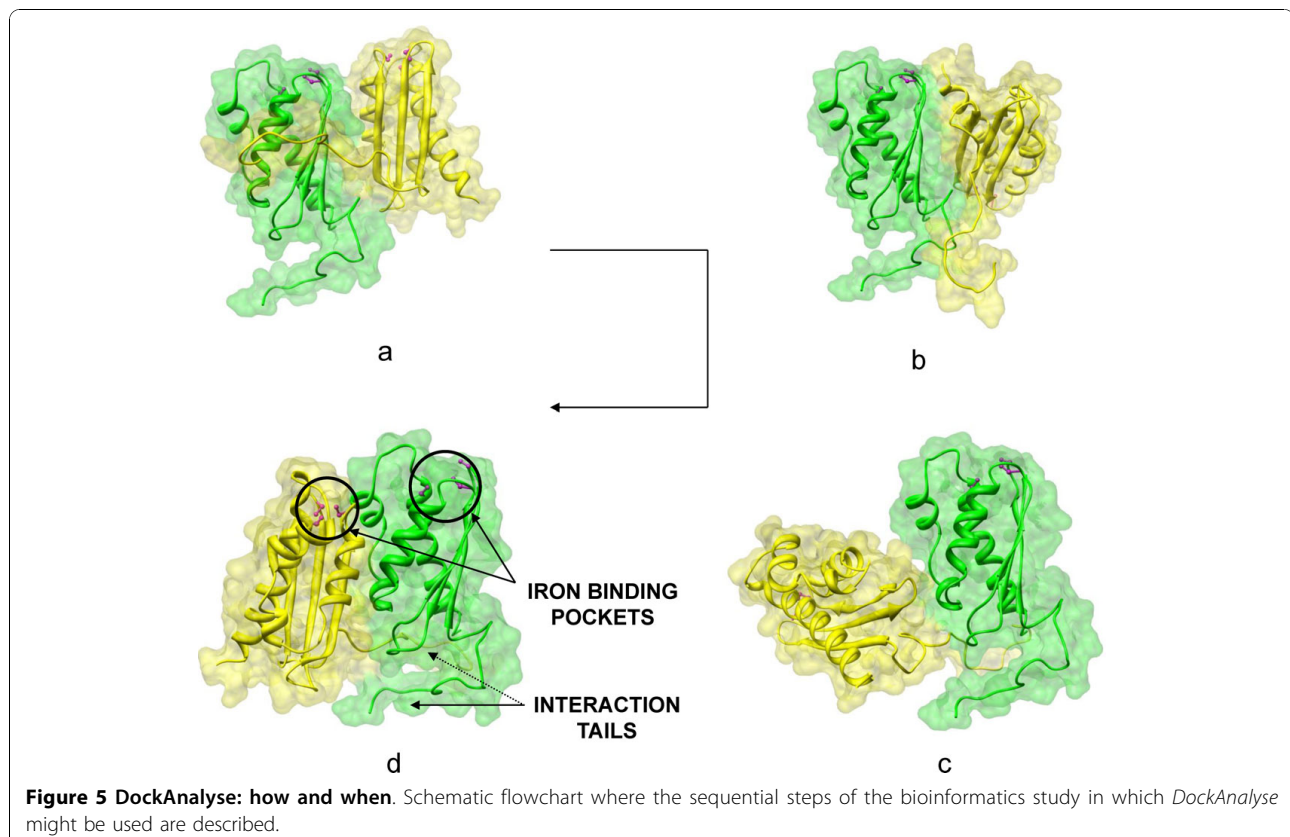 a
b
IRON BINDING
POCKETS
INTERACTION
TAILS
d
c
Figure 5 DockAnalyse: how and when. Schematic flowchart where the sequential steps of the bioinformatics study in which DockAnalyse
might be used are described.